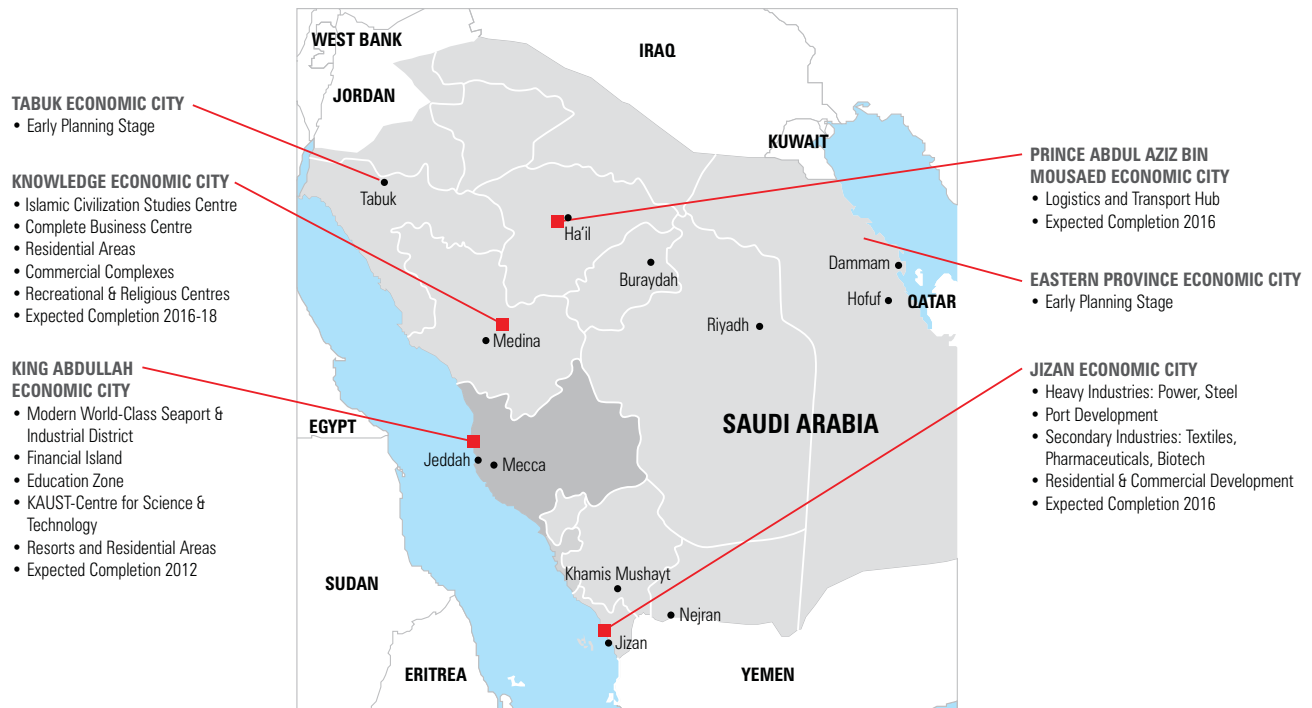 TABUK ECONOMIC CITY
• Early Planning Stage
KNOWLEDGE ECONOMIC CITY
• Islamic Civilization Studies Centre
• Complete Business Centre
• Residential Areas
• Commercial Complexes
• Recreational & Religious Centres
• Expected Completion 2016-18
KING ABDULLAH
ECONOMIC CITY
• Modern World-Class Seaport &
Industrial District
• Financial Island
• Education Zone
• KAUST-Centre for Science &
Technology
• Resorts and Residential Areas
• Expected Completion 2012
WEST BANK
IRAQ
JORDAN
KUWAIT
Tabuk
Ha'il
Buraydah
Dammam
Hofuf
QATAR
Riyadh
Medina
SAUDI ARABIA
EGYPT
Jeddah
Mecca
SUDAN
Khamis Mushayt
Nejran
Jizan
ERITREA
YEMEN
PRINCE ABDUL AZIZ BIN
MOUSAED ECONOMIC CITY
• Logistics and Transport Hub
• Expected Completion 2016
EASTERN PROVINCE ECONOMIC CITY
• Early Planning Stage
JIZAN ECONOMIC CITY
• Heavy Industries: Power, Steel
• Port Development
• Secondary Industries: Textiles,
Pharmaceuticals, Biotech
• Residential & Commercial Development
• Expected Completion 2016